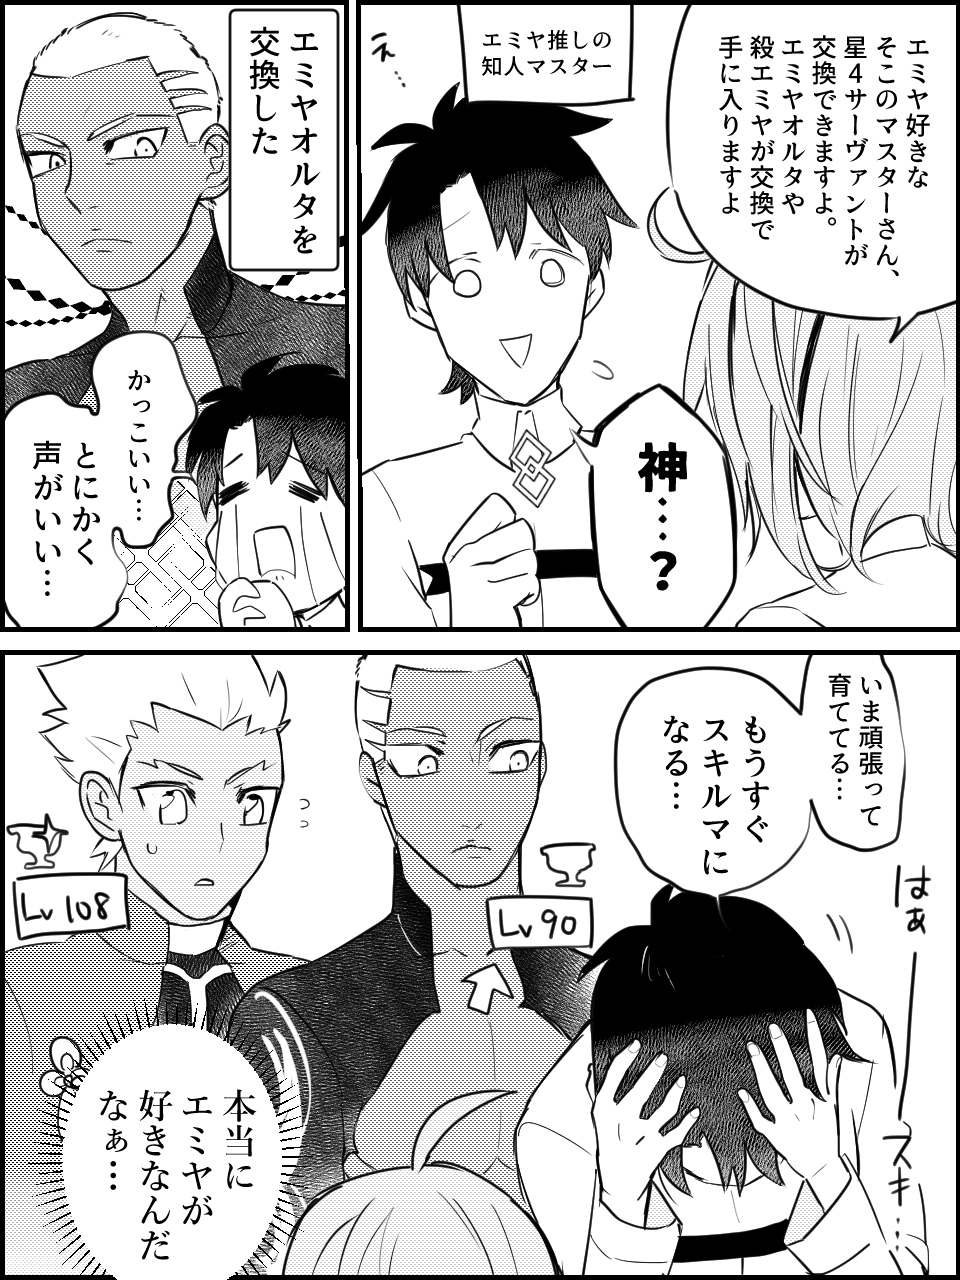 エミヤ好きな
そこのマスターさん、
星4サーヴァントが
交換できますよ。
エミヤオルタや
殺エミヤが交換で
手に入りますよ
エミヤ推しの
知人マスター
え…
神…?
エミヤオルタを
交換した
かっこいい…
とにかく
声がいい…
いま頑張って
育ててる…
もうすぐ
スキルマに
なる…
はぁ
スキ…
Lv 90
Lv 108
本当に
エミヤが
好きなんだ
なぁ…